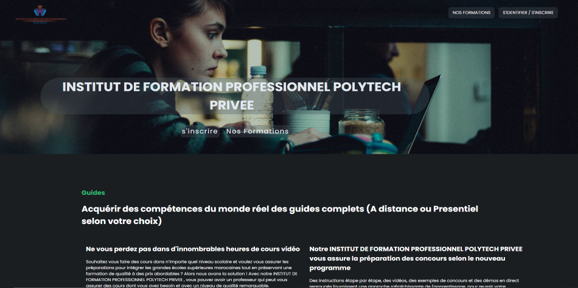 NOS FORMATIONS
S'IDENTIFIER / S'INSCRIRE
INSTITUT DE FORMATION PROFESSIONNEL POLYTECH
PRIVEE
s'inscrire Nos Formations
Guides
Acquérir des compétences du monde réel des guides complets (A distance ou Presentiel
selon votre choix)
Ne vous perdez pas dans d'innombrables heures de cours vidéo
Souhaitez vous faire des cours dans n'importe quel niveau scolaire et voulez vous assurer les
préparations pour intégrer les grandes écoles supérieures marocaines tout en préservant une
formation de qualité à des prix abordables ? Alors nous avons la solution ! Avec notre INSTITUT DE
FORMATION PROFESSIONNEL POLYTECH PRIVEE , vous pouvez avoir un professeur qui peut vous
assurer des cours dont vous avez besoin et avec un niveau de qualité remarquable.
Notre INSTITUT DE FORMATION PROFESSIONNEL POLYTECH PRIVEE
vous assure la préparation des concours selon le nouveau
programme
Des instructions étape par étape, des vidéos, des exemples de concours et des démos en direct